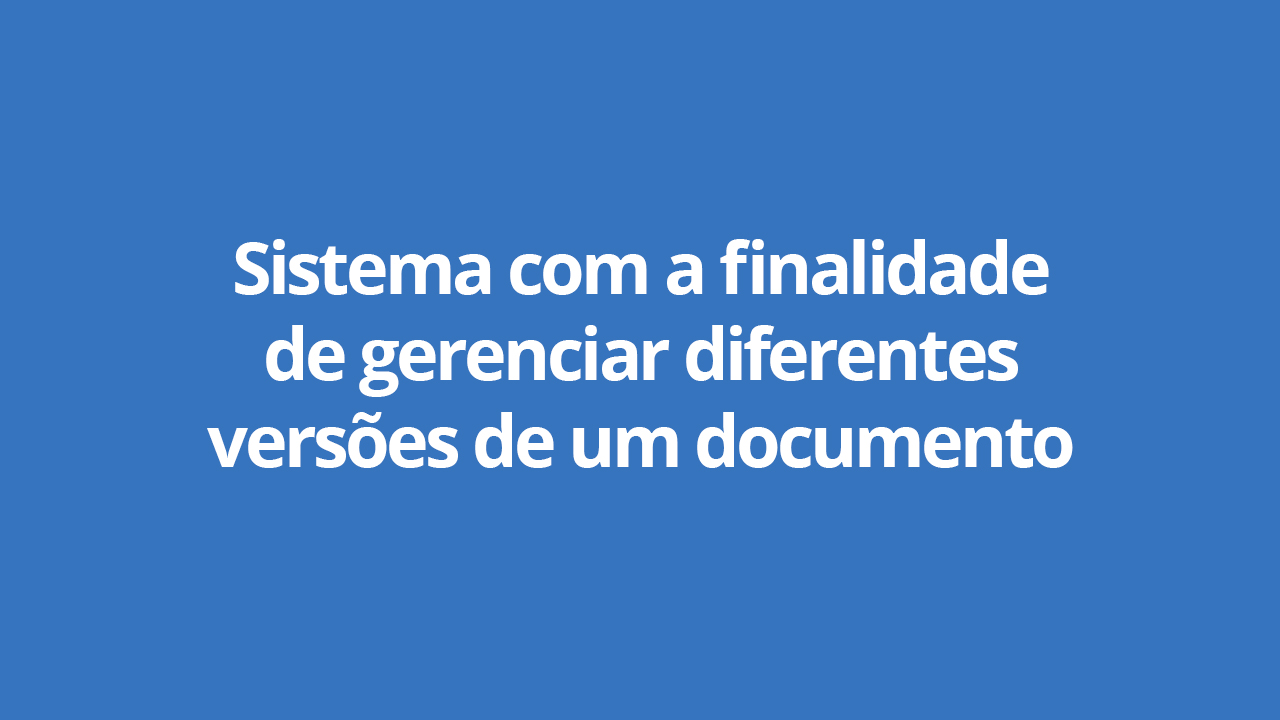 Sistema com a finalidade
de gerenciar diferentes
versões de um documento